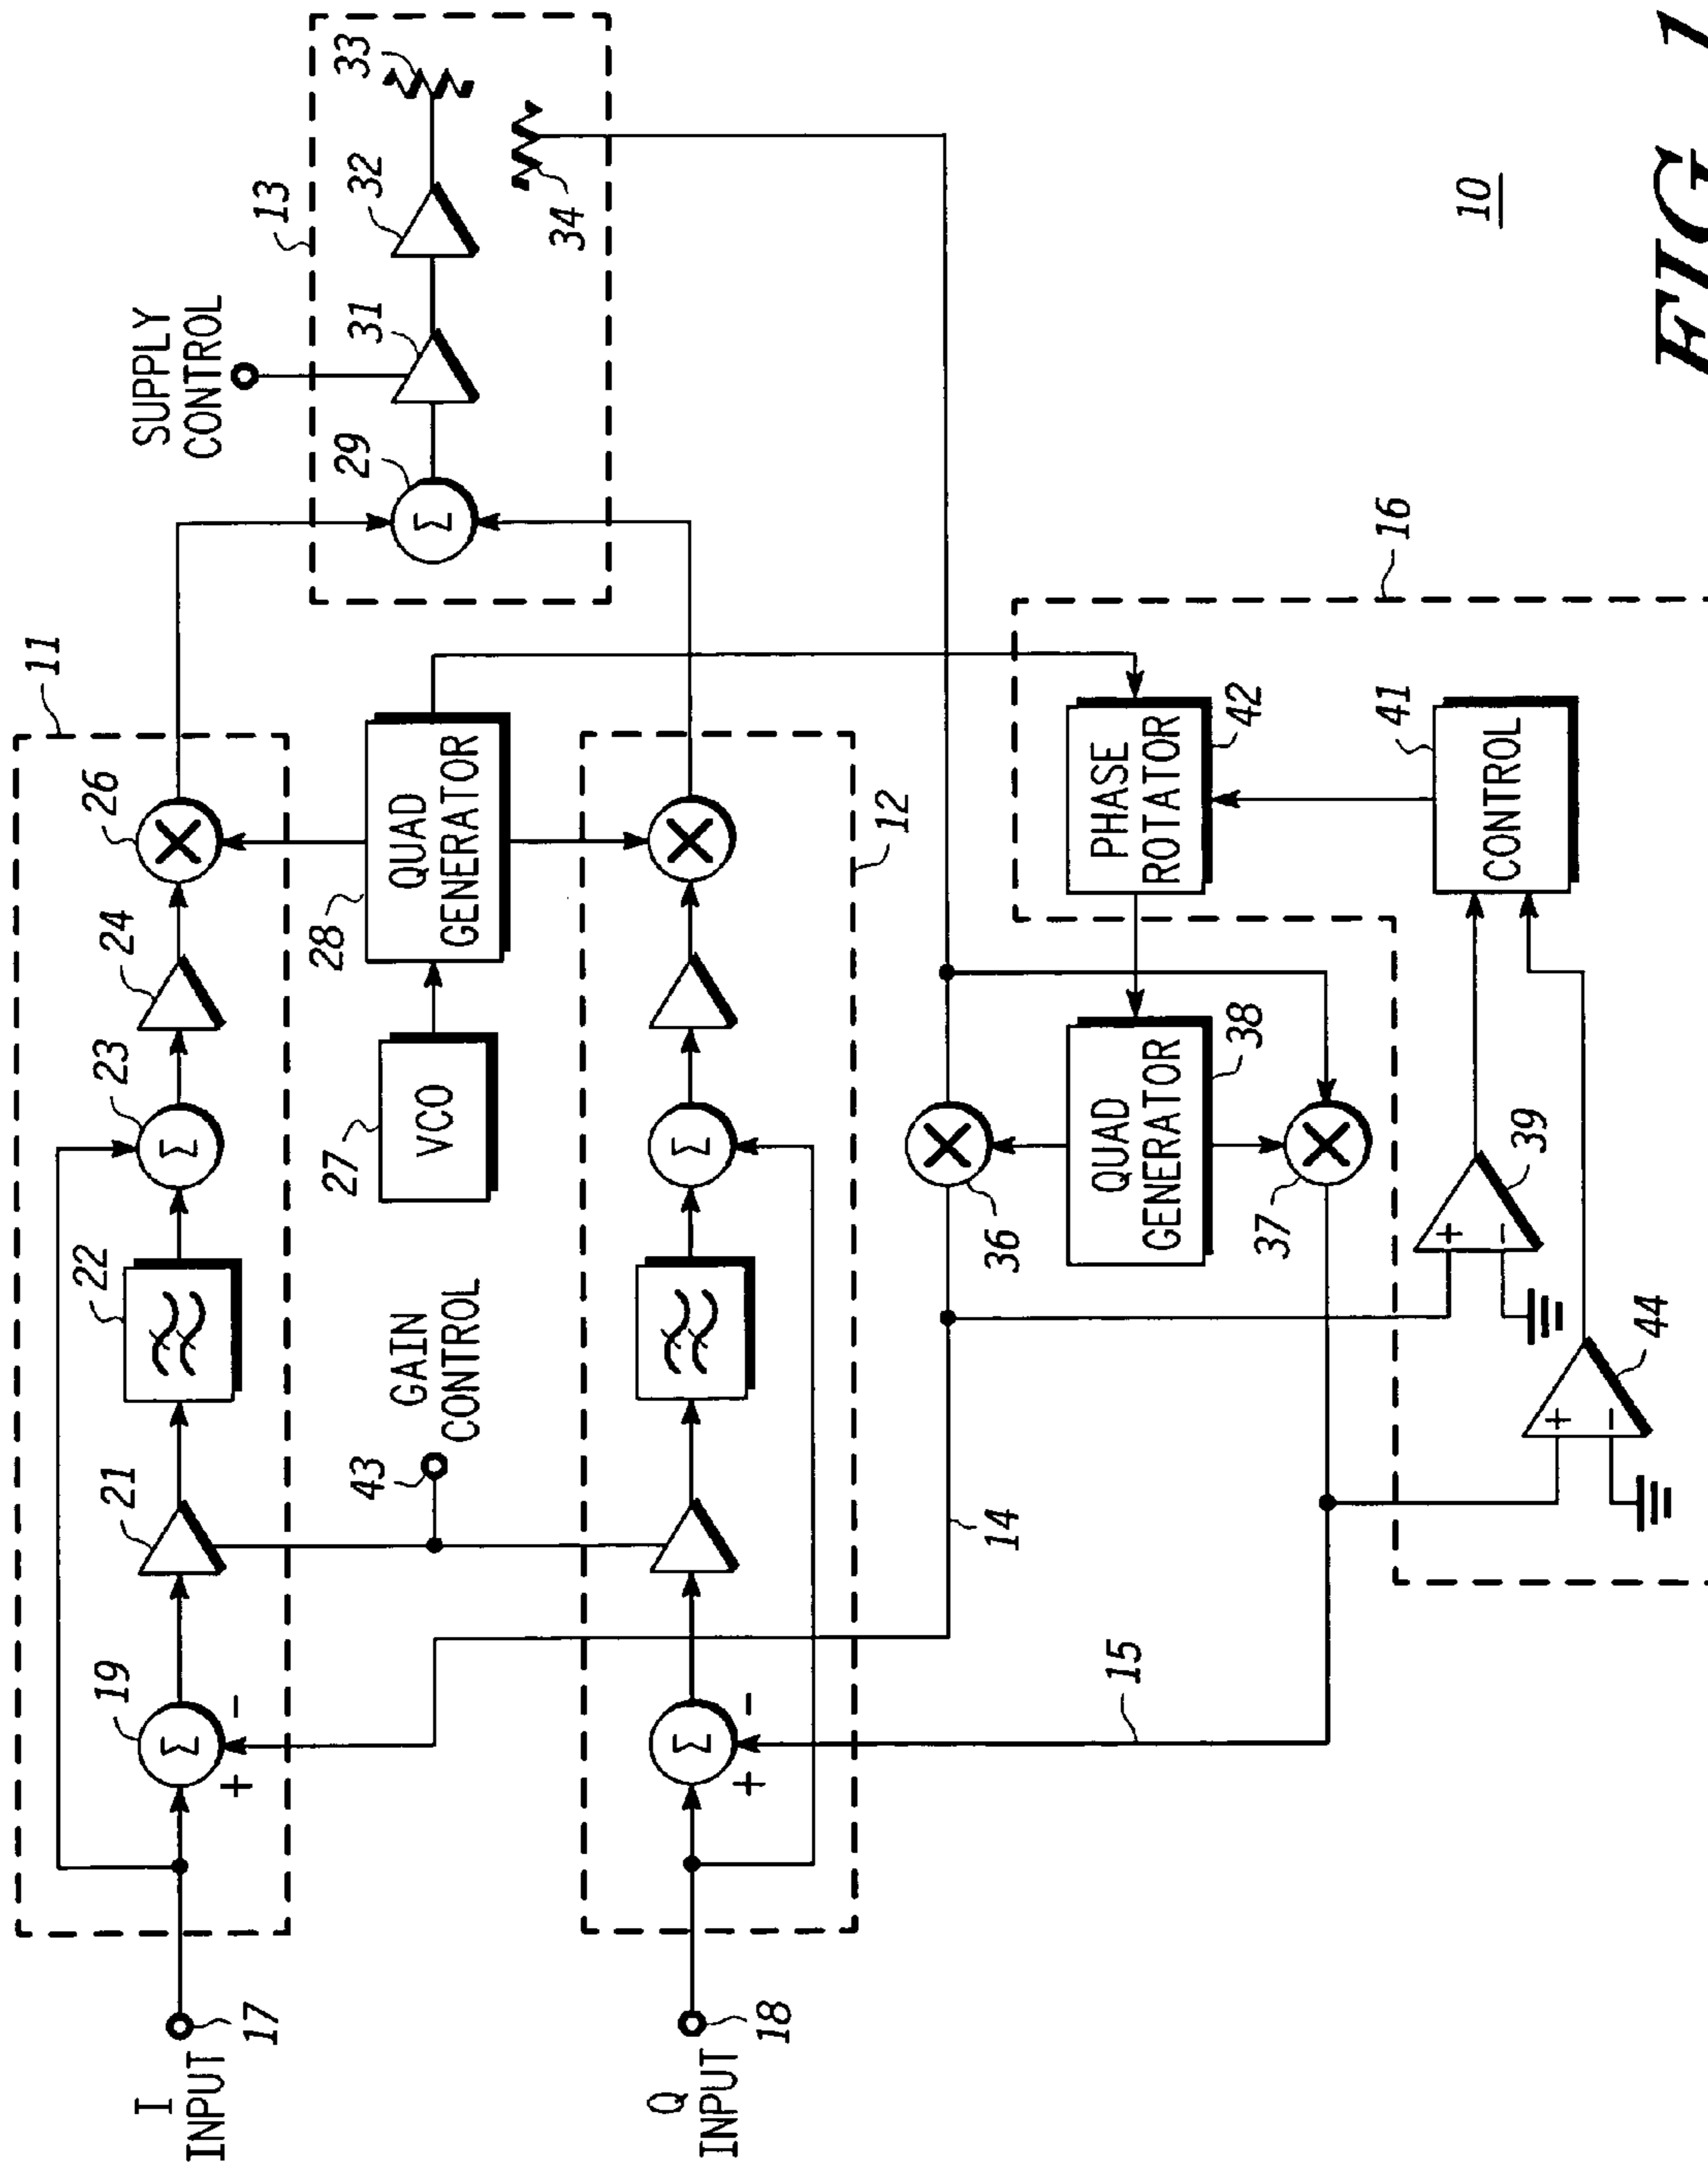 11
26
24
23
22
21
19
Σ
Σ
+
-
I
INPUT
17
SUPPLY
CONTROL
13
29
31
32
33
34
Σ
28
QUAD
GENERATOR
27
VCO
43
GAIN
CONTROL
12
Σ
Σ
+
-
Q
INPUT
18
14
15
36
37
QUAD
GENERATOR
38
PHASE
ROTATOR
42
16
41
CONTROL
+
-
39
+
-
44
10
FIG. 1